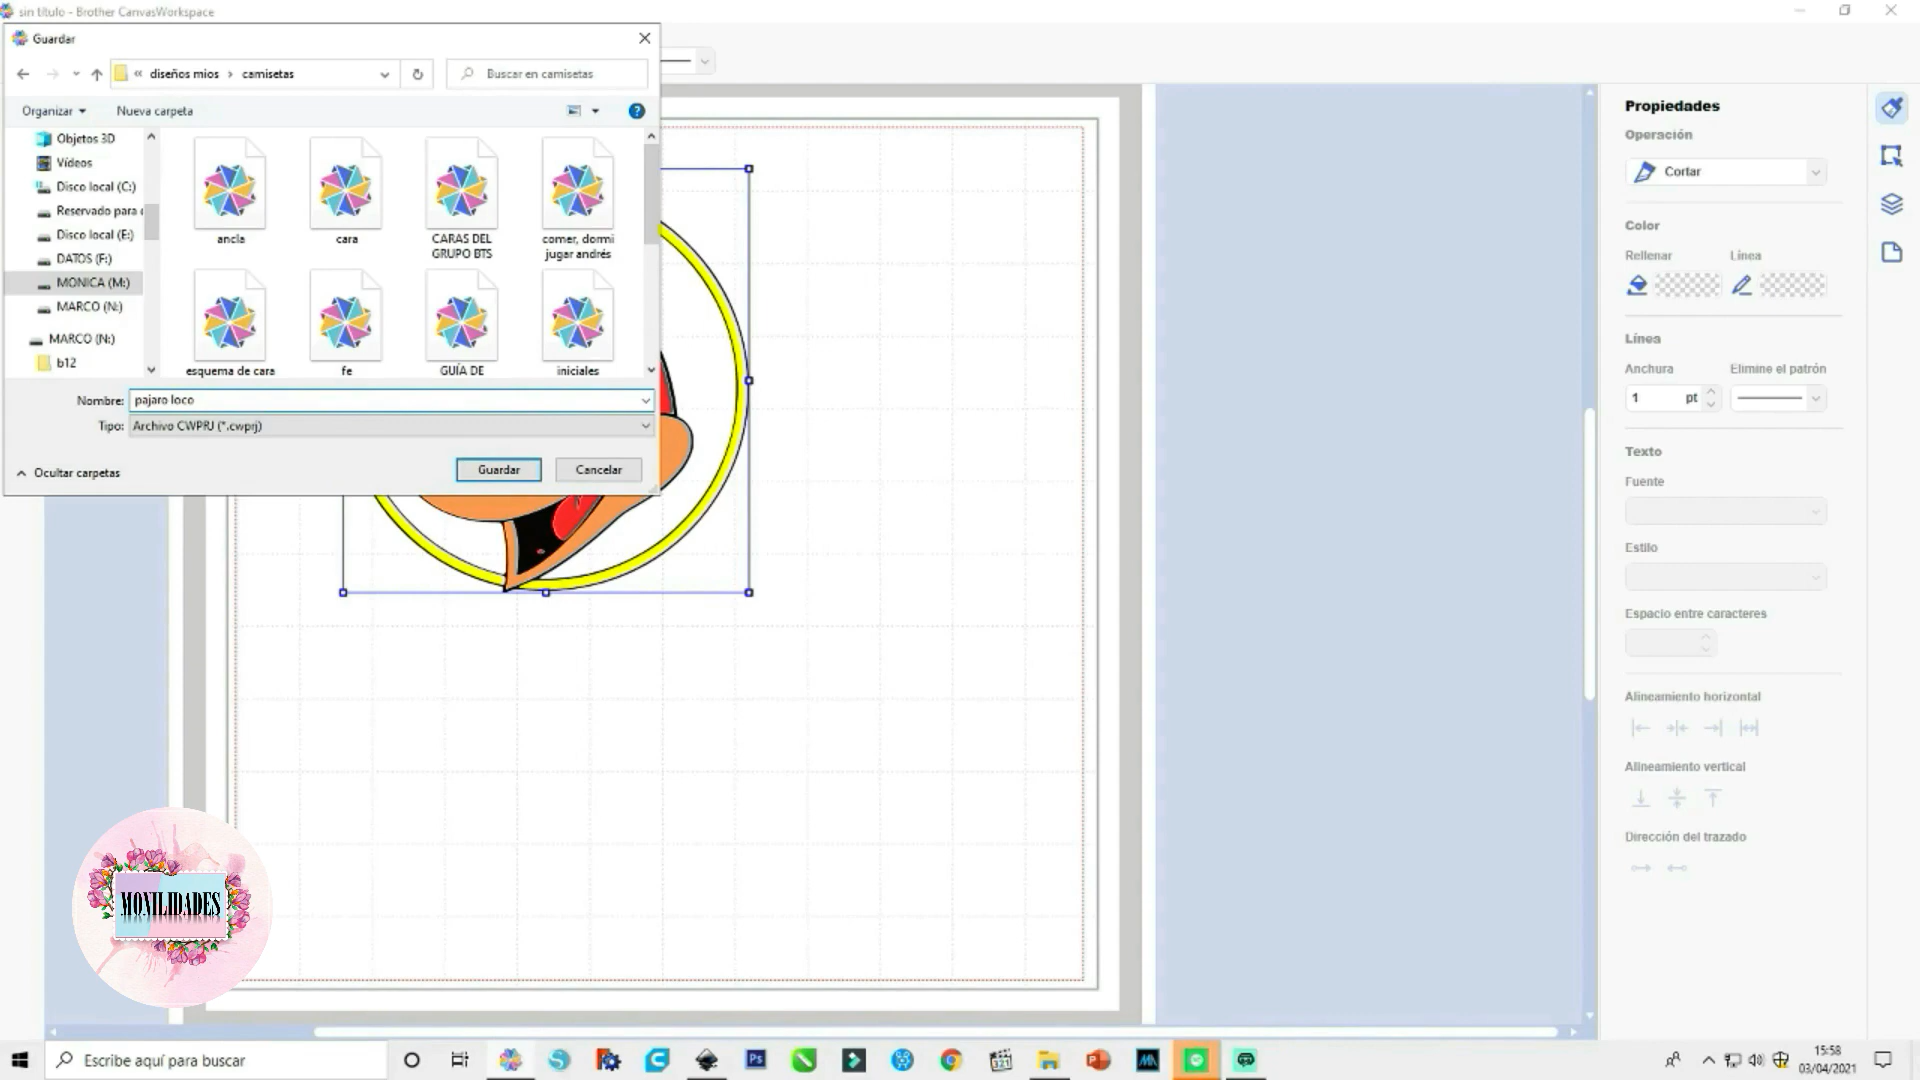 sin título - Brother CanvasWorkspace
Guardar
« diseños mios › camisetas
Buscar en camisetas
Organizar
Nueva carpeta
Objetos 3D
Vídeos
Disco local (C:)
Reservado para
Disco local (E:)
DATOS (F:)
MONICA (M:)
MARCO (N:)
MARCO (N:)
b12
ancla
cara
CARAS DEL
GRUPO BTS
comer, dormi
jugar andrés
esquema de cara
fe
GUÍA DE
iniciales
Nombre: pajaro loco
Tipo: Archivo CWPRJ (*.cwprj)
Ocultar carpetas
Guardar
Cancelar
Propiedades
Operación
Cortar
Color
Rellenar
Línea
Línea
Anchura
Elimine el patrón
1 pt
Texto
Fuente
Estilo
Espacio entre caracteres
Alineamiento horizontal
Alineamiento vertical
Dirección del trazado
MONILIDADES
Escribe aquí para buscar
Ps
321
15:58
03/04/2021